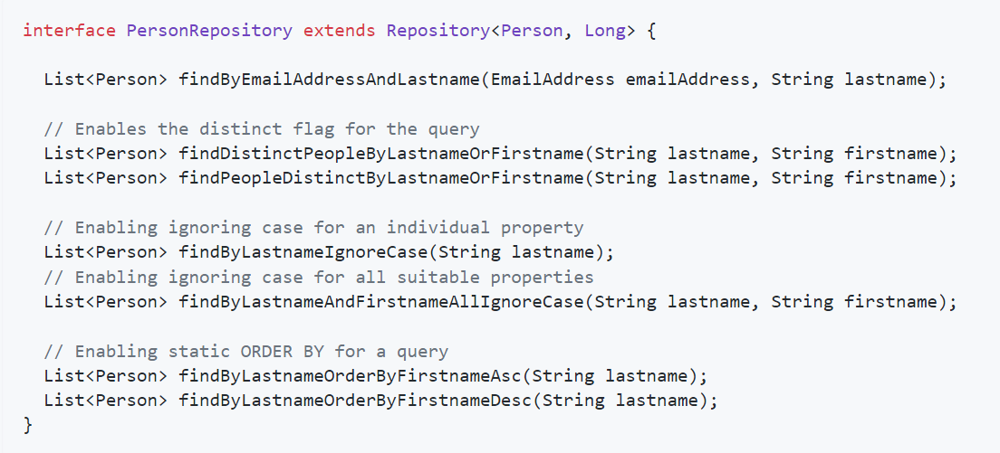 interface PersonRepository extends Repository<Person, Long> {
List<Person> findByEmailAddressAndLastname(EmailAddress emailAddress, String lastname);
// Enables the distinct flag for the query
List<Person> findDistinctPeopleByLastnameOrFirstname(String lastname, String firstname);
List<Person> findPeopleDistinctByLastnameOrFirstname(String lastname, String firstname);
// Enabling ignoring case for an individual property
List<Person> findByLastnameIgnoreCase(String lastname);
// Enabling ignoring case for all suitable properties
List<Person> findByLastnameAndFirstnameAllIgnoreCase(String lastname, String firstname);
// Enabling static ORDER BY for a query
List<Person> findByLastnameOrderByFirstnameAsc(String lastname);
List<Person> findByLastnameOrderByFirstnameDesc(String lastname);
}